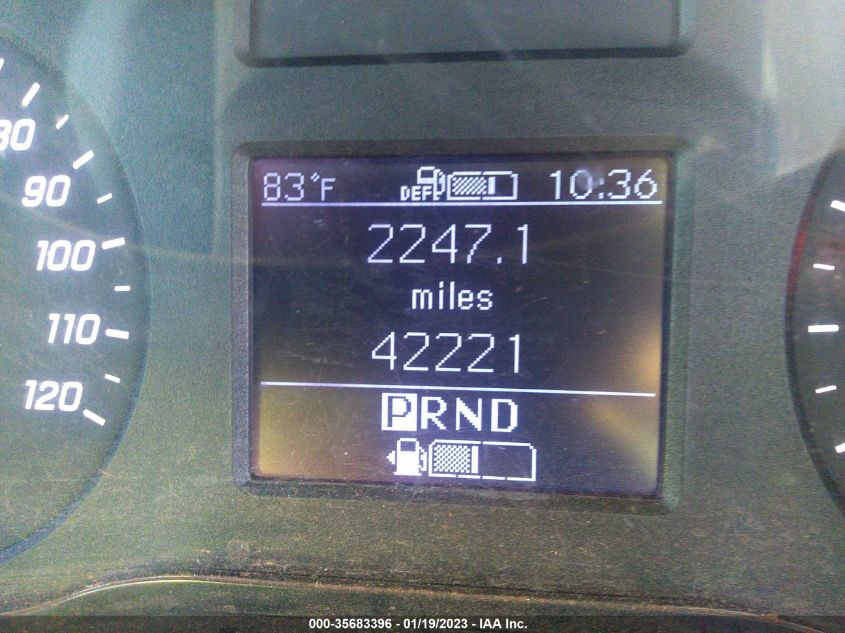 83°F DEF 10:36
2247.1
miles
42221
PRND
90
100
110
120
000-35683396 - 01/19/2023 - IAA Inc.